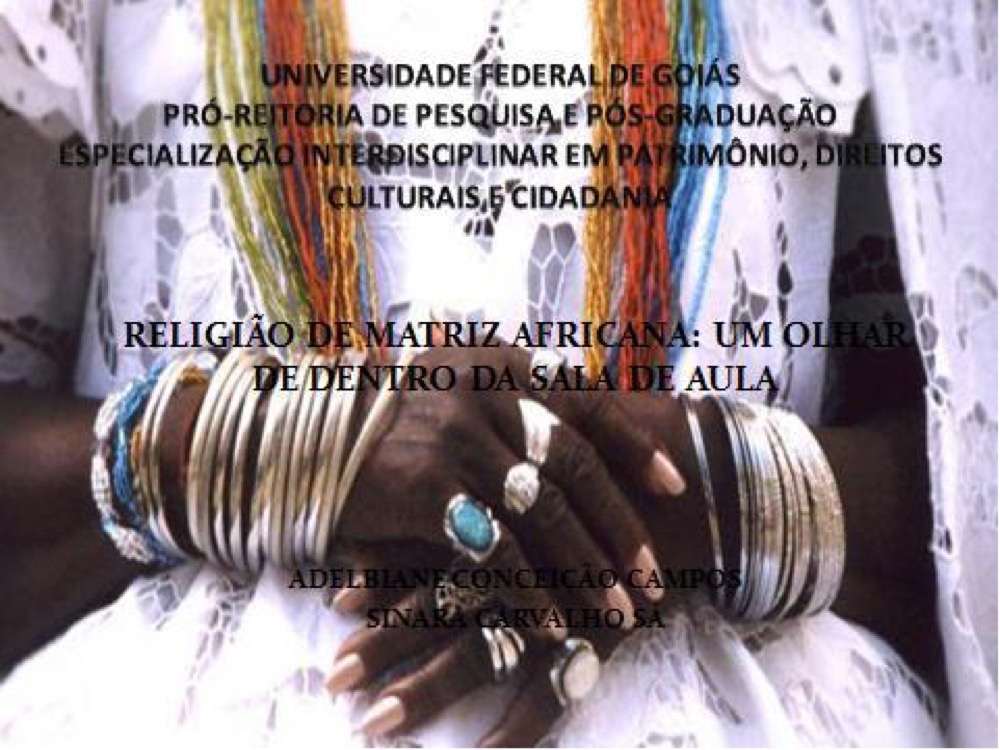 UNIVERSIDADE FEDERAL DE GOIÁS
PRÓ-REITORIA DE PESQUISA E PÓS-GRADUAÇÃO
ESPECIALIZAÇÃO INTERDISCIPLINAR EM PATRIMÔNIO, DIREITOS
CULTURAIS E CIDADANIA
RELIGIÃO DE MATRIZ AFRICANA: UM OLHAR
DE DENTRO DA SALA DE AULA
ADELBIANE CONCEIÇÃO CAMPOS
SINARA CARVALHO SÁ